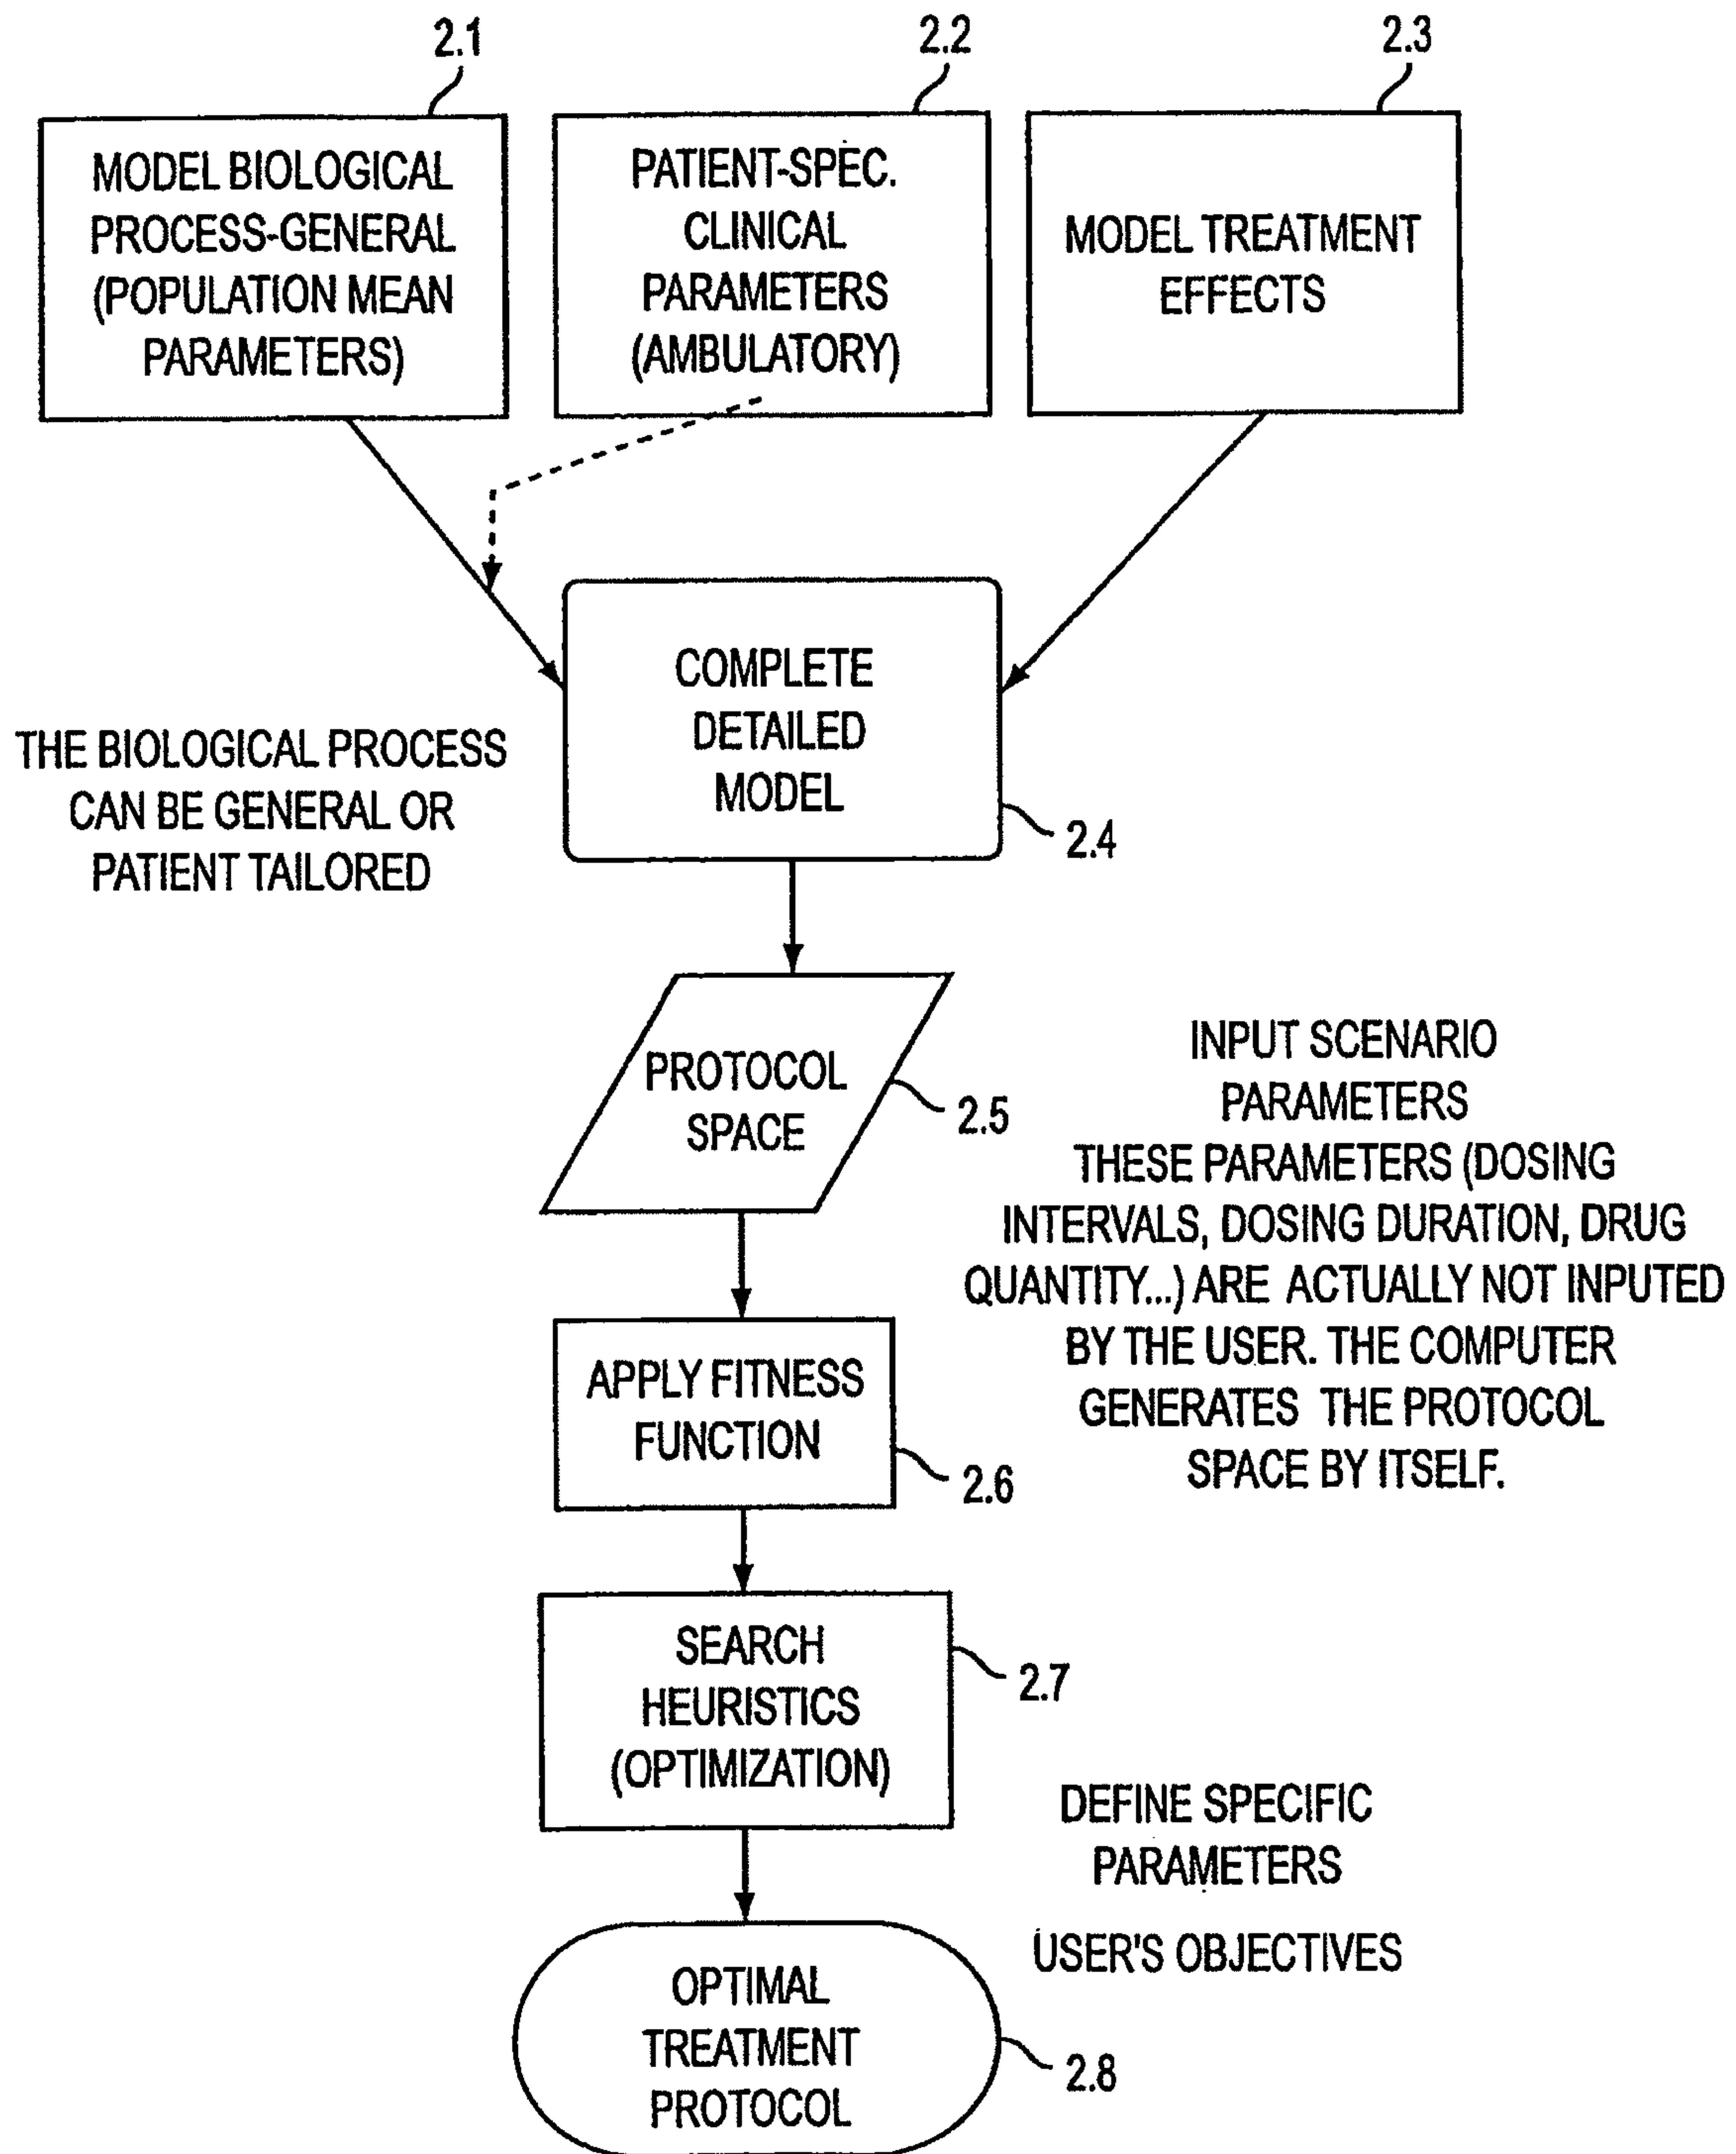 2.1
2.2
2.3
MODEL BIOLOGICAL
PROCESS-GENERAL
(POPULATION MEAN
PARAMETERS)
PATIENT-SPEC.
CLINICAL
PARAMETERS
(AMBULATORY)
MODEL TREATMENT
EFFECTS
COMPLETE
DETAILED
MODEL
2.4
THE BIOLOGICAL PROCESS
CAN BE GENERAL OR
PATIENT TAILORED
PROTOCOL
SPACE
2.5
INPUT SCENARIO
PARAMETERS
THESE PARAMETERS (DOSING
INTERVALS, DOSING DURATION, DRUG
QUANTITY...) ARE ACTUALLY NOT INPUTED
BY THE USER. THE COMPUTER
GENERATES THE PROTOCOL
SPACE BY ITSELF.
APPLY FITNESS
FUNCTION
2.6
SEARCH
HEURISTICS
(OPTIMIZATION)
2.7
DEFINE SPECIFIC
PARAMETERS
USER'S OBJECTIVES
OPTIMAL
TREATMENT
PROTOCOL
2.8